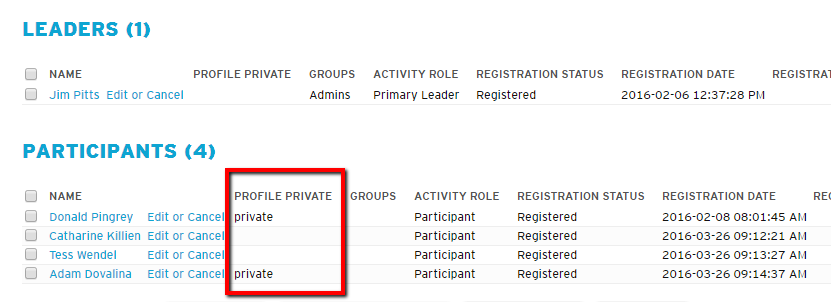 LEADERS (1)
NAME PROFILE PRIVATE GROUPS ACTIVITY ROLE REGISTRATION STATUS REGISTRATION DATE REGISTRA
Jim Pitts Edit or Cancel Admins Primary Leader Registered 2016-02-06 12:37:28 PM
PARTICIPANTS (4)
NAME PROFILE PRIVATE GROUPS ACTIVITY ROLE REGISTRATION STATUS REGISTRATION DATE RE
Donald Pingrey Edit or Cancel private Participant Registered 2016-02-08 08:01:45 AM
Catharine Killien Edit or Cancel Participant Registered 2016-03-26 09:12:21 AM
Tess Wendel Edit or Cancel Participant Registered 2016-03-26 09:13:27 AM
Adam Dovalina Edit or Cancel private Participant Registered 2016-03-26 09:14:37 AM